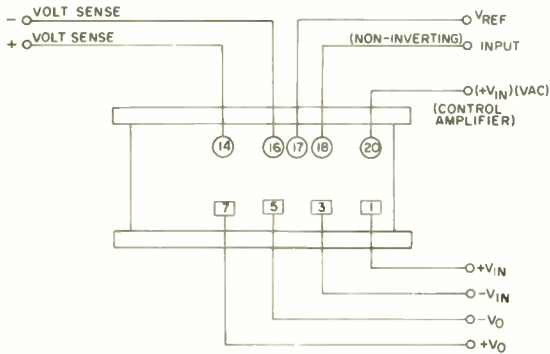 - VOLT SENSE
+ VOLT SENSE
VREF
(NON-INVERTING) INPUT
(+VIN)(VAC)
(CONTROL
AMPLIFIER)
14 16 17 18 20
7 5 3 1
+VIN
-VIN
-VO
+VO